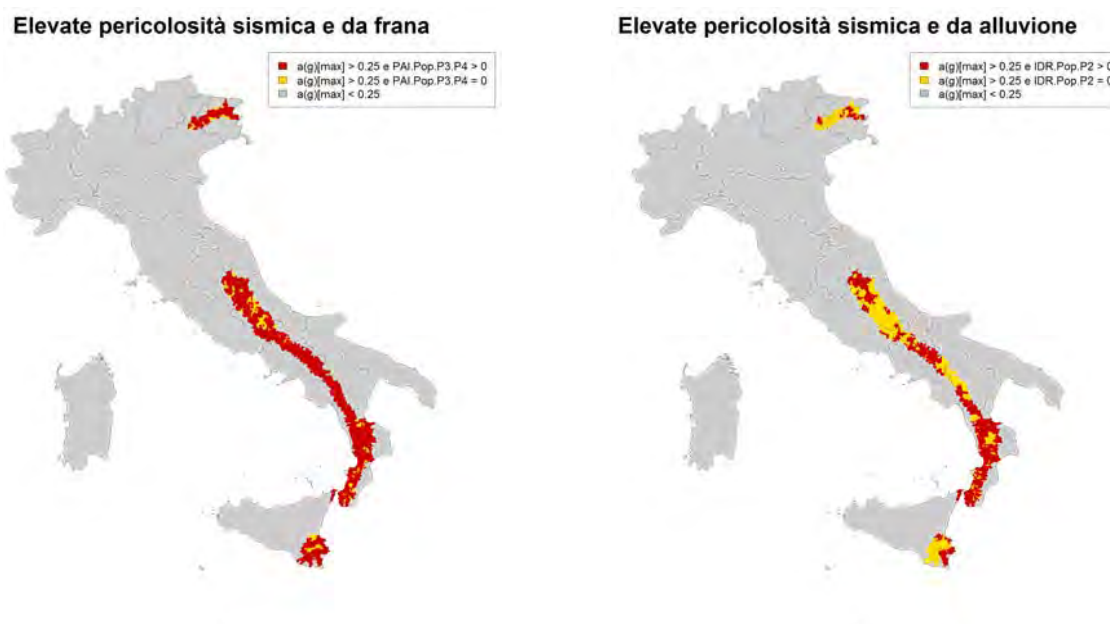 Elevate pericolosità sismica e da frana
a(g)[max] > 0.25 e PAI.Pop.P3.P4 > 0
a(g)[max] > 0.25 e PAI.Pop.P3.P4 = 0
a(g)[max] < 0.25
Elevate pericolosità sismica e da alluvione
a(g)[max] > 0.25 e IDR.Pop.P2 > 0
a(g)[max] > 0.25 e IDR.Pop.P2 = 0
a(g)[max] < 0.25